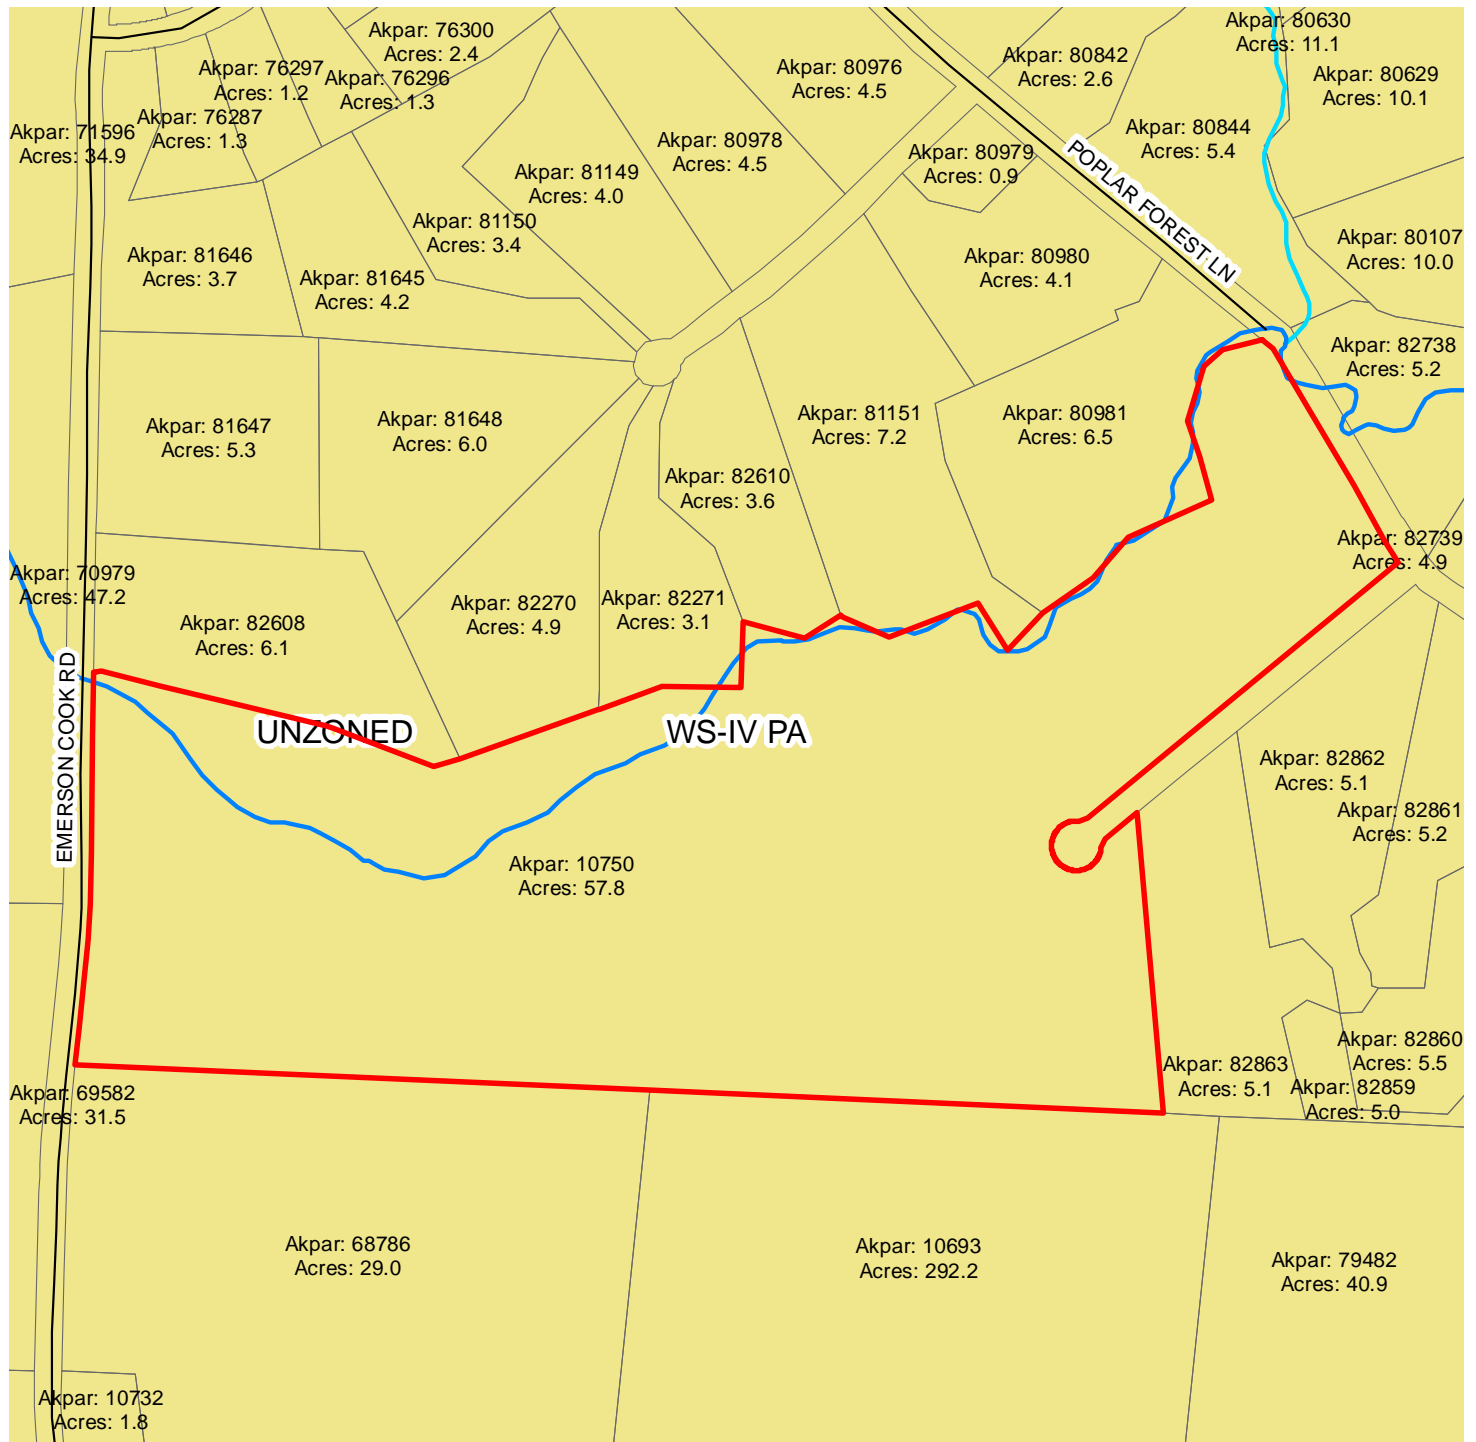 Akpar: 76300
Acres: 2.4
Akpar: 80630
Acres: 11.1
Akpar: 76297
Acres: 1.2
Akpar: 76296
Acres: 1.3
Akpar: 80976
Acres: 4.5
Akpar: 80842
Acres: 2.6
Akpar: 80629
Acres: 10.1
Akpar: 71596
Acres: 34.9
Akpar: 76287
Acres: 1.3
Akpar: 80978
Acres: 4.5
Akpar: 80979
Acres: 0.9
Akpar: 80844
Acres: 5.4
Akpar: 81149
Acres: 4.0
POPLAR FOREST LN
Akpar: 81150
Acres: 3.4
Akpar: 81646
Acres: 3.7
Akpar: 81645
Acres: 4.2
Akpar: 80980
Acres: 4.1
Akpar: 80107
Acres: 10.0
Akpar: 82738
Acres: 5.2
Akpar: 81647
Acres: 5.3
Akpar: 81648
Acres: 6.0
Akpar: 81151
Acres: 7.2
Akpar: 80981
Acres: 6.5
Akpar: 82610
Acres: 3.6
Akpar: 82739
Acres: 4.9
Akpar: 70979
Acres: 47.2
Akpar: 82608
Acres: 6.1
Akpar: 82270
Acres: 4.9
Akpar: 82271
Acres: 3.1
EMERSON COOK RD
UNZONED
WS-IV PA
Akpar: 82862
Acres: 5.1
Akpar: 82861
Acres: 5.2
Akpar: 10750
Acres: 57.8
Akpar: 82860
Acres: 5.5
Akpar: 82863
Acres: 5.1
Akpar: 82859
Acres: 5.0
Akpar: 69582
Acres: 31.5
Akpar: 68786
Acres: 29.0
Akpar: 10693
Acres: 292.2
Akpar: 79482
Acres: 40.9
Akpar: 10732
Acres: 1.8